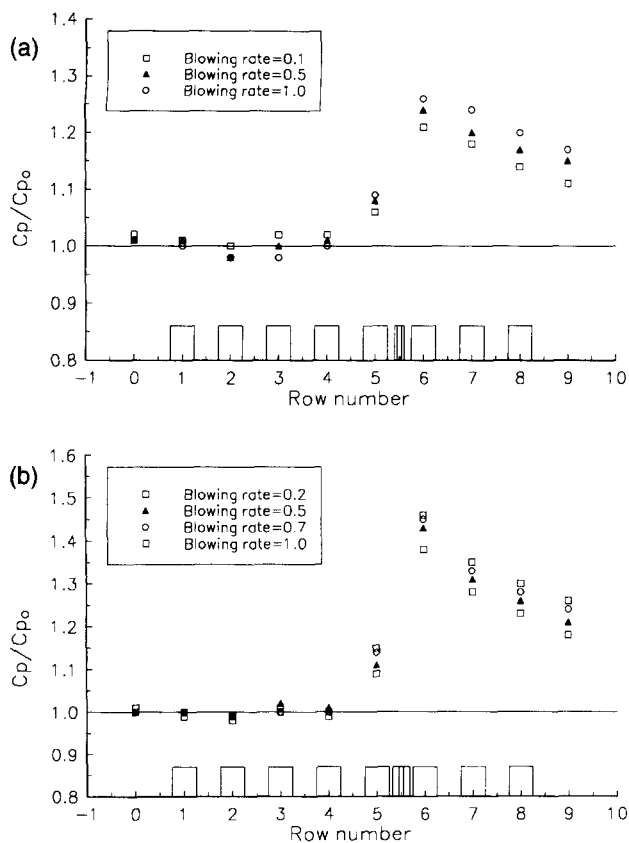 (a)
Blowing rate=0.1
Blowing rate=0.5
Blowing rate=1.0
1.4
1.3
1.2
1.1
1.0
0.9
0.8
Cp/Cpo
−1 0 1 2 3 4 5 6 7 8 9 10
Row number
(b)
Blowing rate=0.2
Blowing rate=0.5
Blowing rate=0.7
Blowing rate=1.0
1.6
1.5
1.4
1.3
1.2
1.1
1.0
0.9
0.8
Cp/Cpo
−1 0 1 2 3 4 5 6 7 8 9 10
Row number